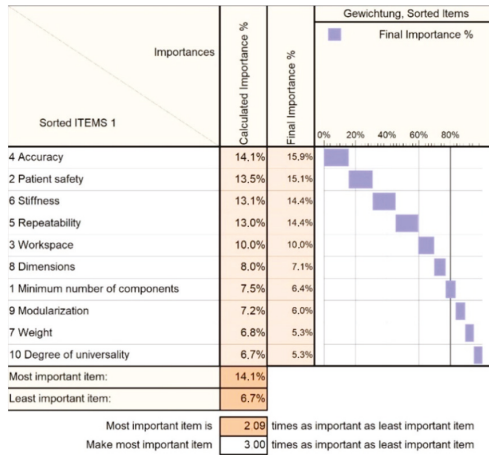 Gewichtung, Sorted Items
Final Importance %
Importances
Calculated Importance %
Final Importance %
Sorted ITEMS 1
0% 20% 40% 60% 80%
4 Accuracy 14,1% 15,9%
2 Patient safety 13,5% 15,1%
6 Stiffness 13,1% 14,4%
5 Repeatability 13,0% 14,4%
3 Workspace 10,0% 10,0%
8 Dimensions 8,0% 7,1%
1 Minimum number of components 7,5% 6,4%
9 Modularization 7,2% 6,0%
7 Weight 6,8% 5,3%
10 Degree of universality 6,7% 5,3%
Most important item: 14,1%
Least important item: 6,7%
Most important item is 2 09 times as important as least important item
Make most important item 3 00 times as important as least important item